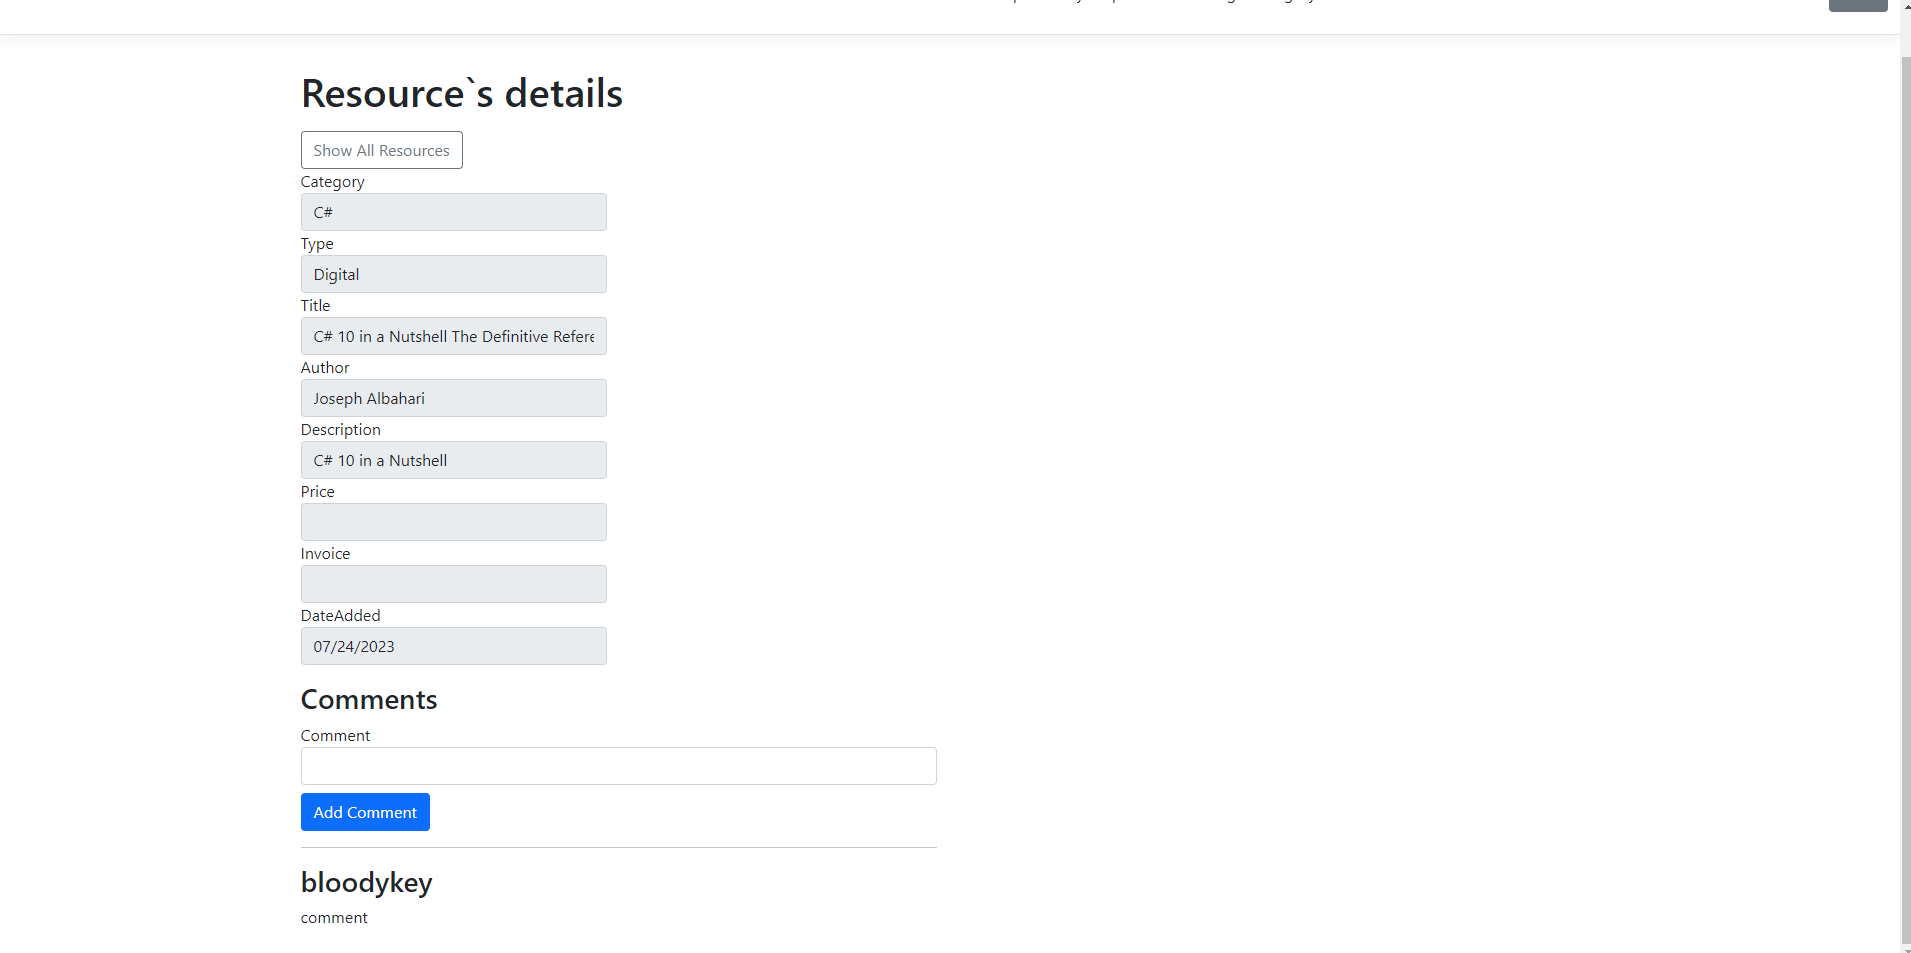 Resource`s details
Show All Resources
Category
C#
Type
Digital
Title
C# 10 in a Nutshell The Definitive
Author
Joseph Albahari
Description
C# 10 in a Nutshell
Price
Invoice
DateAdded
07/24/2023
Comments
Comment
Add Comment
bloodykey
comment